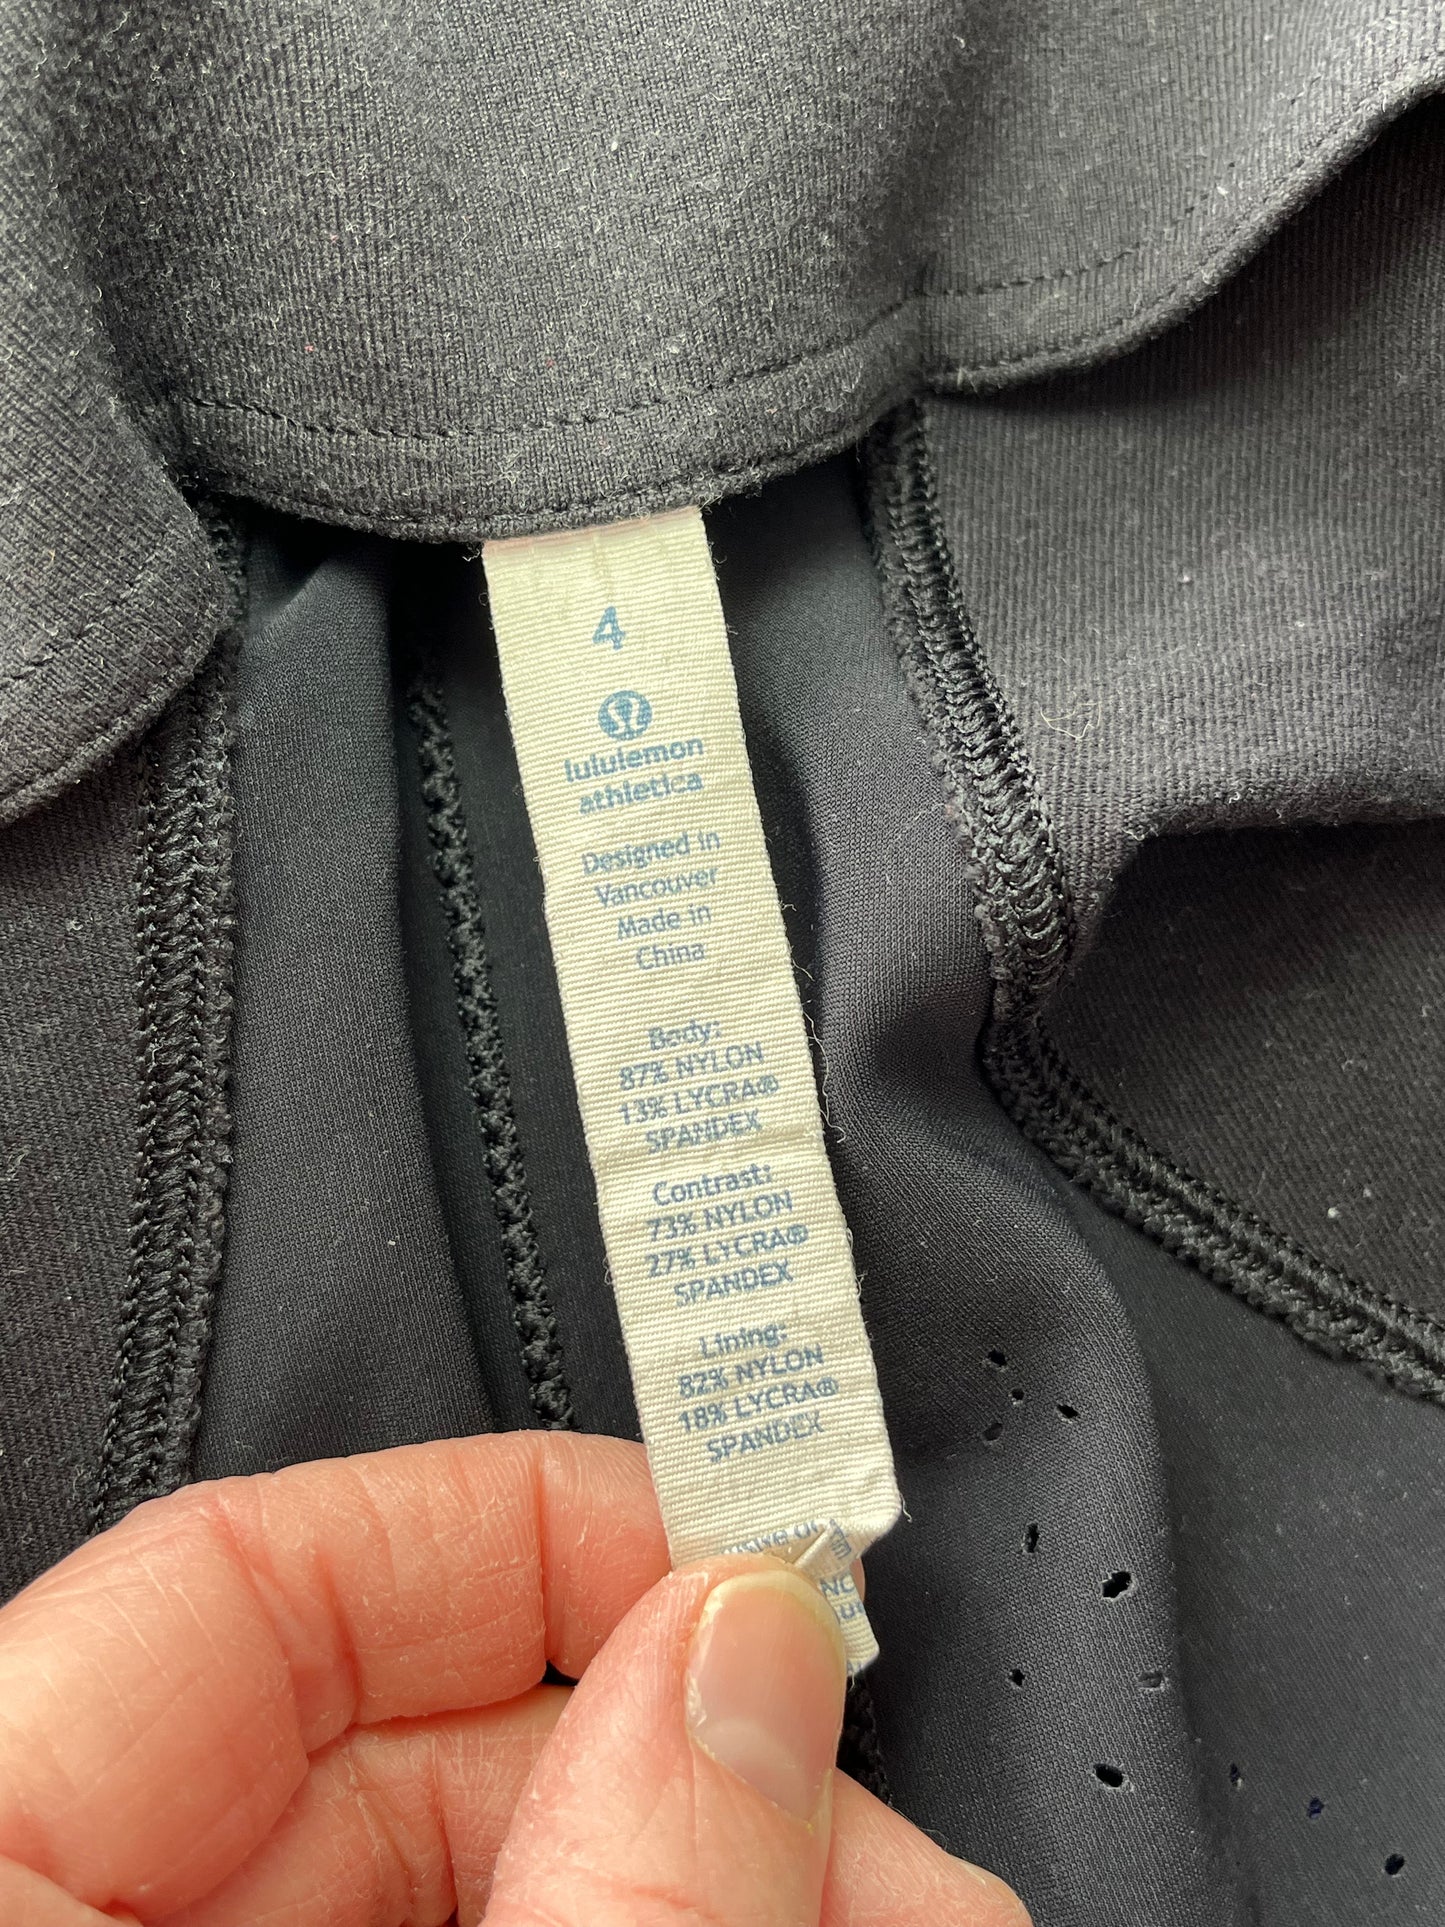 4
lululemon
athletica
Designed in
Vancouver
Made in
China
Body:
87% NYLON
13% LYCRA®
SPANDEX
Contrast:
73% NYLON
27% LYCRA®
SPANDEX
Lining:
82% NYLON
18% LYCRA®
SPANDEX